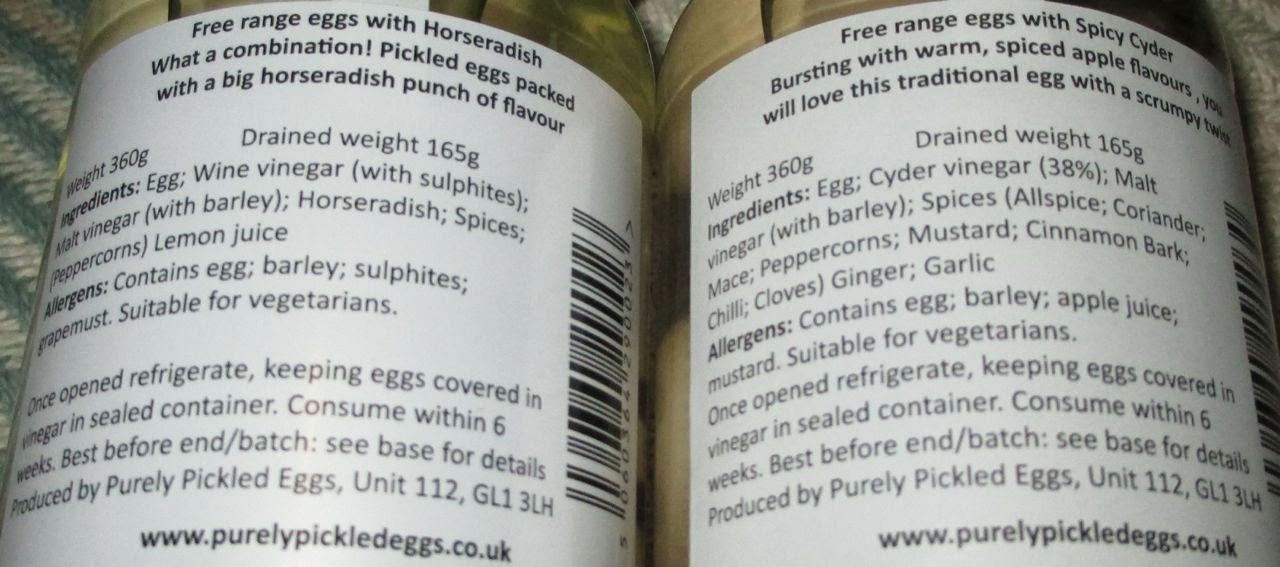 Free range eggs with Horseradish
What a combination! Pickled eggs packed
with a big horseradish punch of flavour
Drained weight 165g
Weight 360g
Ingredients: Egg; Wine vinegar (with sulphites);
Malt vinegar (with barley); Horseradish; Spices;
(Peppercorns) Lemon juice
Allergens: Contains egg; barley; sulphites;
grapemust. Suitable for vegetarians.
Once opened refrigerate, keeping eggs covered in
vinegar in sealed container. Consume within 6
weeks. Best before end/batch: see base for details
Produced by Purely Pickled Eggs, Unit 112, GL1 3LH
www.purelypickledeggs.co.uk
Free range eggs with Spicy Cyder
Bursting with warm, spiced apple flavours , you
will love this traditional egg with a scrumpy twist
Drained weight 165g
Weight 360g
Ingredients: Egg; Cyder vinegar (38%); Malt
vinegar (with barley); Spices (Allspice; Coriander;
Mace; Peppercorns; Mustard; Cinnamon Bark;
Chilli; Cloves) Ginger; Garlic
Allergens: Contains egg; barley; apple juice;
mustard. Suitable for vegetarians.
Once opened refrigerate, keeping eggs covered in
vinegar in sealed container. Consume within 6
weeks. Best before end/batch: see base for details
Produced by Purely Pickled Eggs, Unit 112, GL1 3LH
www.purelypickledeggs.co.uk